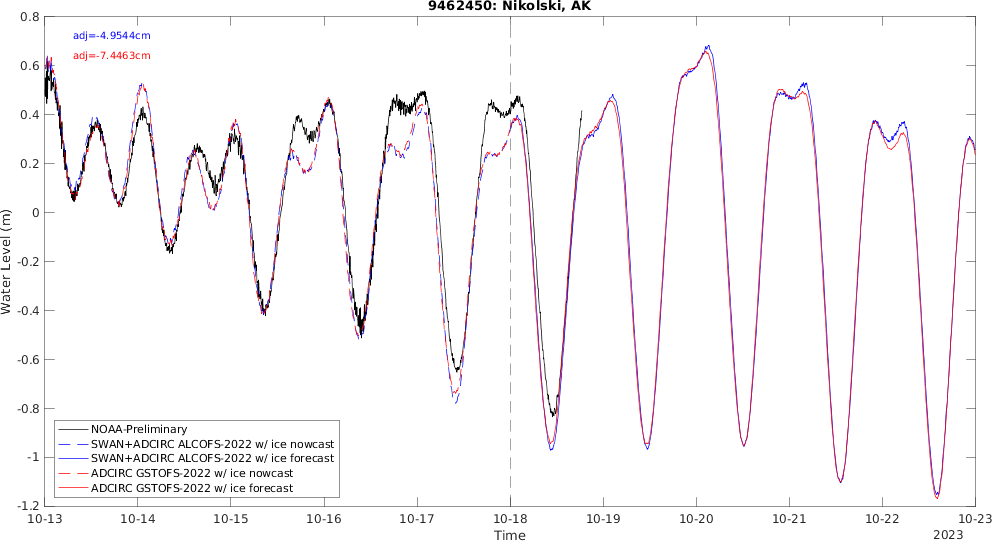 9462450: Nikolski, AK
adj=-4.9544cm
adj=-7.4463cm
0.8
0.6
0.4
0.2
0
-0.2
-0.4
-0.6
-0.8
-1
-1.2
Water Level (m)
NOAA-Preliminary
SWAN+ADCIRC ALCOFS-2022 w/ ice nowcast
SWAN+ADCIRC ALCOFS-2022 w/ ice forecast
ADCIRC GSTOFS-2022 w/ ice nowcast
ADCIRC GSTOFS-2022 w/ ice forecast
10-13 10-14 10-15 10-16 10-17 10-18 10-19 10-20 10-21 10-22 10-23
Time
2023